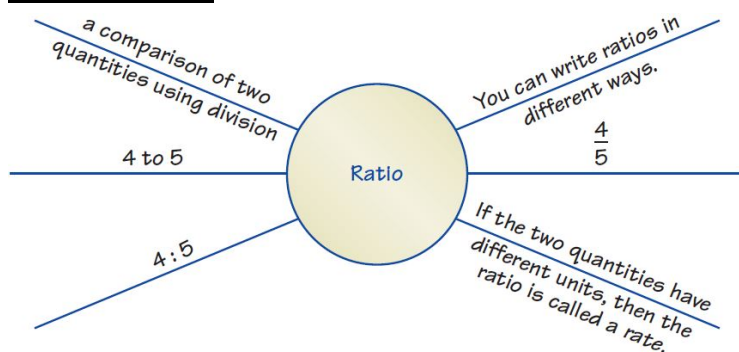 a comparison of two
quantities using division
4 to 5
4:5
Ratio
You can write ratios in
different ways.
4
5
If the two quantities have
different units, then the
ratio is called a rate.